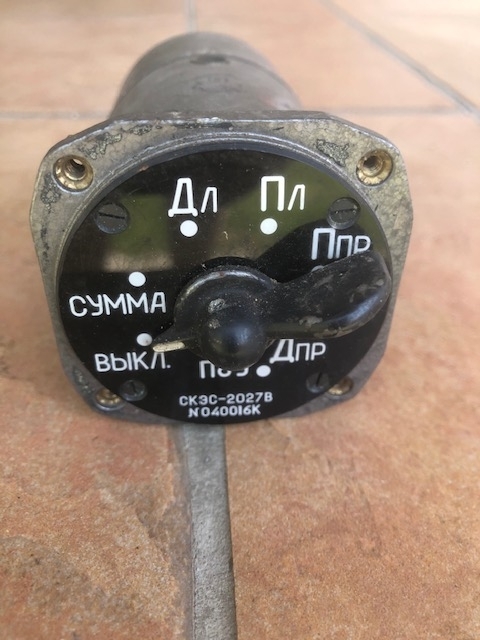 Дл Пл
Ппр
СУММА
ВЫКЛ.
Дпр
СКЭС-2027В
N040016К